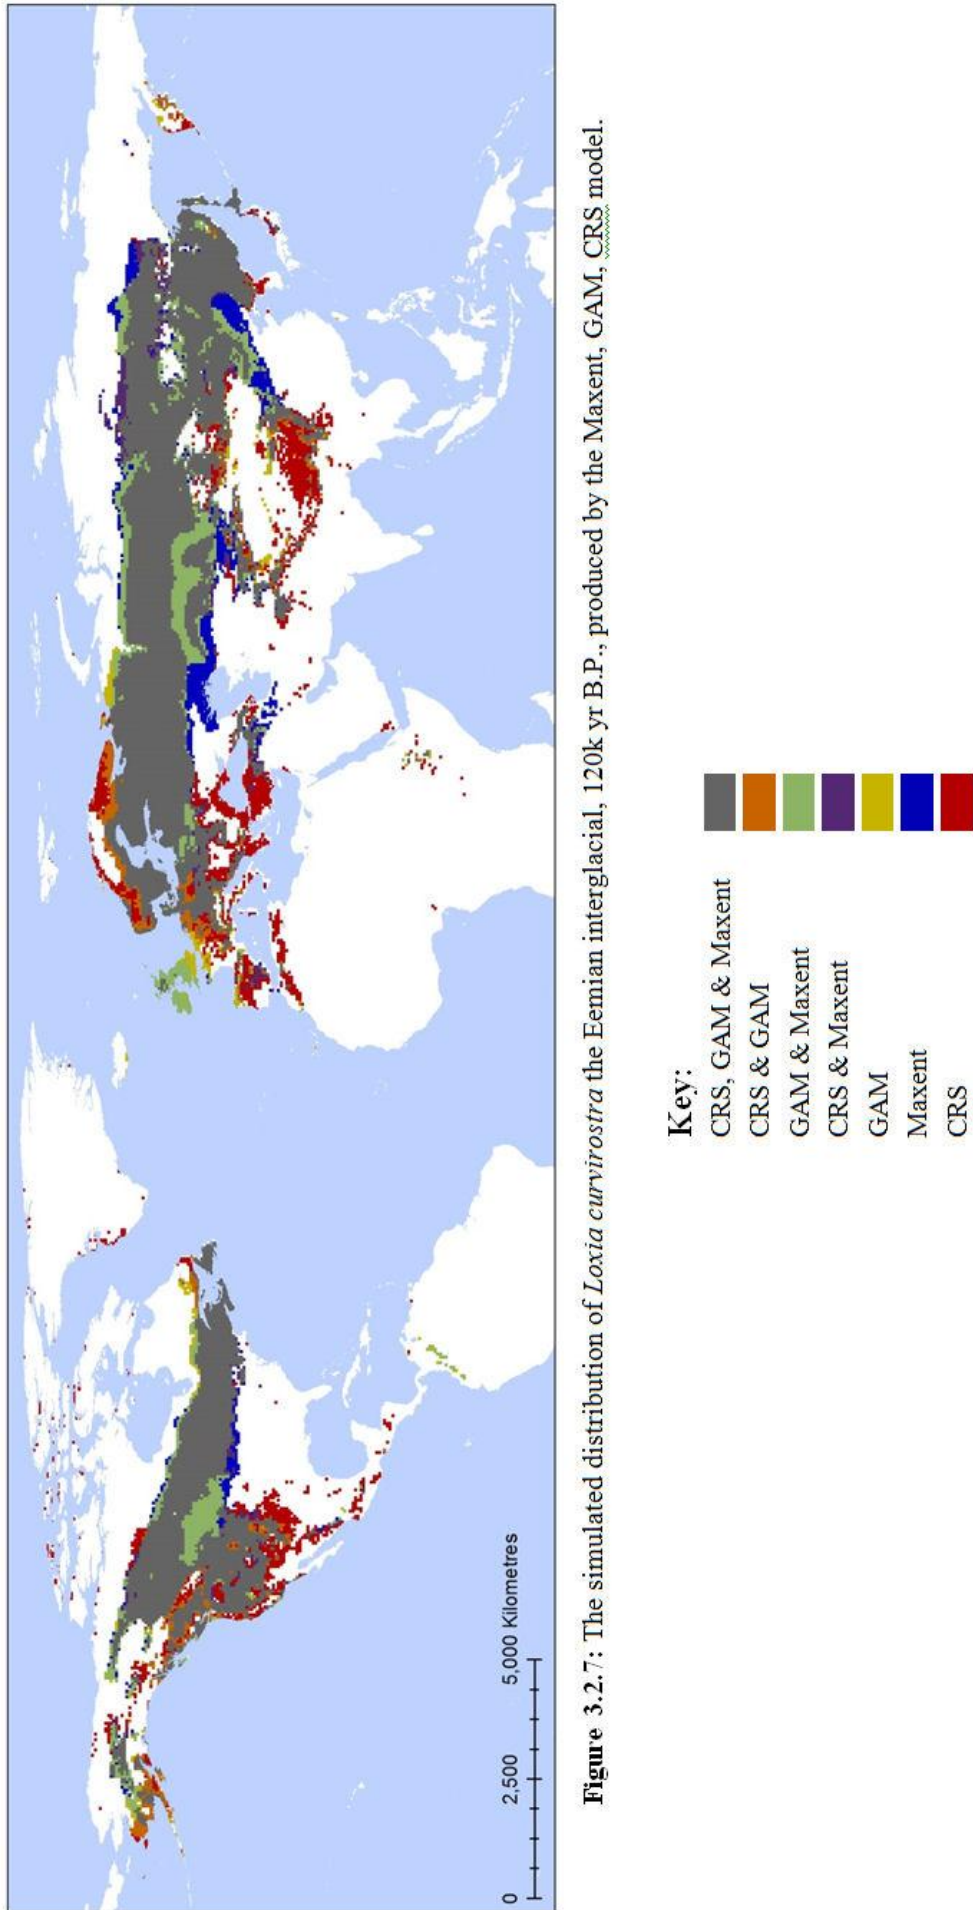 0 2,500 5,000 Kilometres
Figure 3.2.7: The simulated distribution of Loxia curvirostra the Eemian interglacial, 120k yr B.P., produced by the Maxent, GAM, CRS model.
Key:
CRS, GAM & Maxent
CRS & GAM
GAM & Maxent
CRS & Maxent
GAM
Maxent
CRS